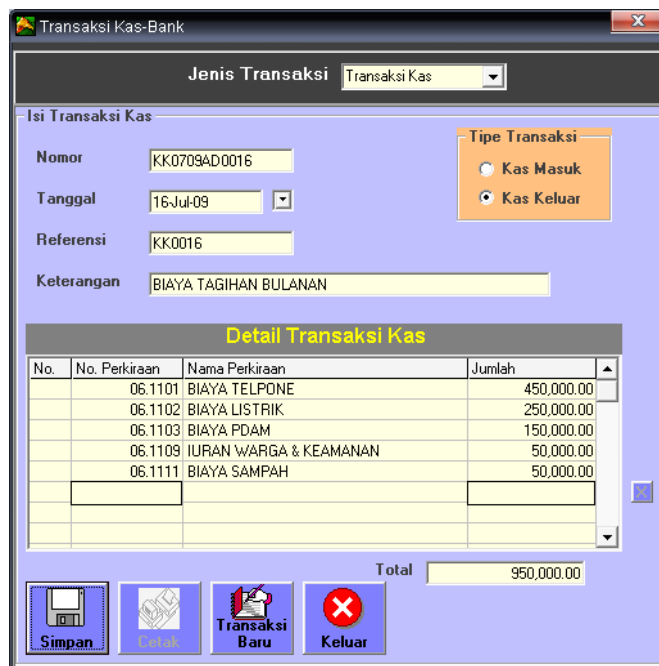 Transaksi Kas-Bank
Jenis Transaksi Transaksi Kas
Isi Transaksi Kas
Tipe Transaksi
Nomor KK0709AD0016
Kas Masuk
Tanggal 16-Jul-09
Kas Keluar
Referensi KK0016
Keterangan BIAYA TAGIHAN BULANAN
Detail Transaksi Kas
No. No. Perkiraan Nama Perkiraan Jumlah
06.1101 BIAYA TELPONE 450,000.00
06.1102 BIAYA LISTRIK 250,000.00
06.1103 BIAYA PDAM 150,000.00
06.1109 IURAN WARGA & KEAMANAN 50,000.00
06.1111 BIAYA SAMPAH 50,000.00
Total 950,000.00
Simpan Cetak Transaksi Baru Keluar